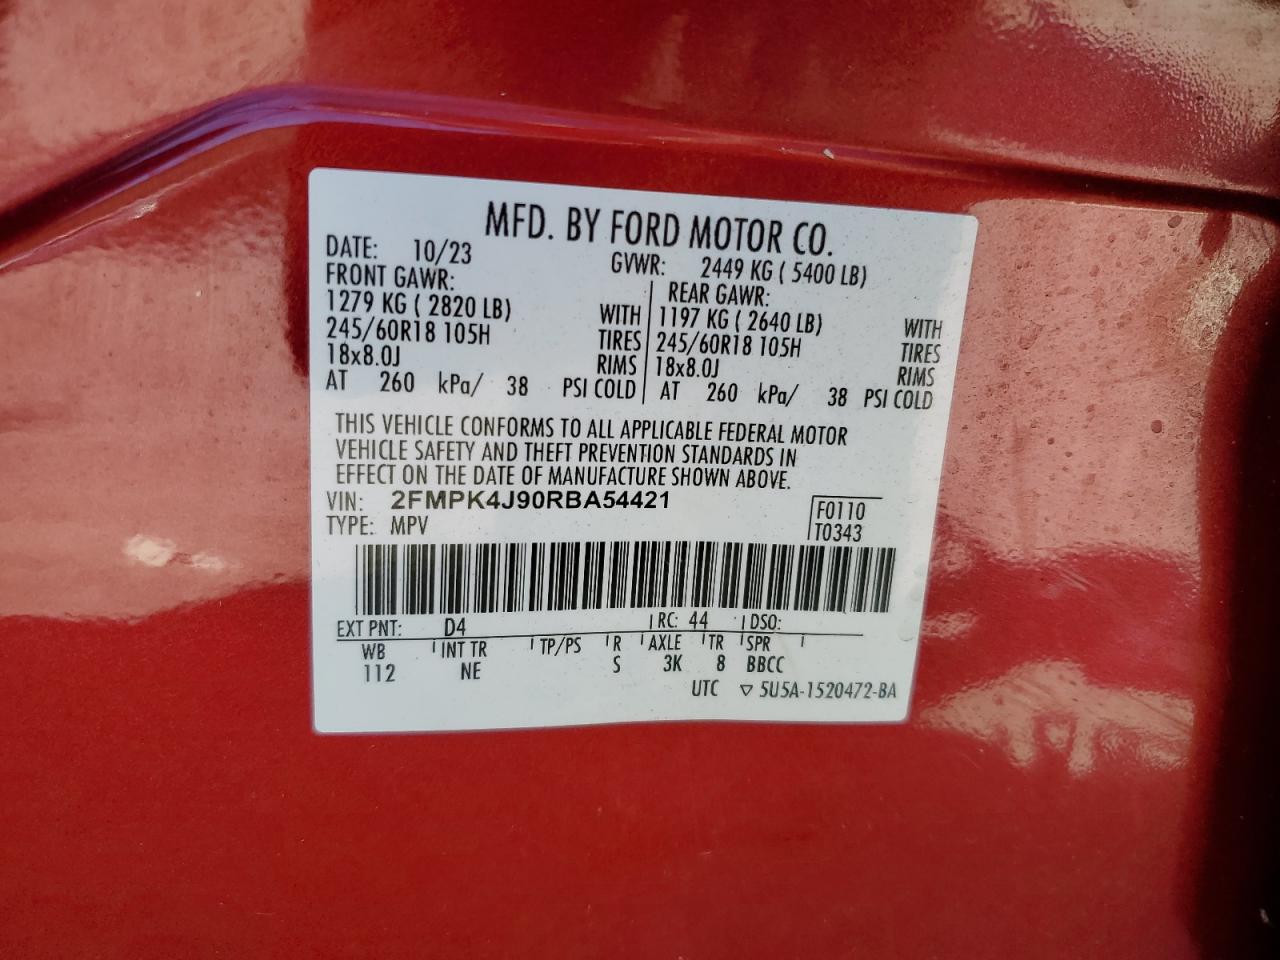 MFD. BY FORD MOTOR CO.
DATE: 10/23 GVWR: 2449 KG ( 5400 LB)
FRONT GAWR: REAR GAWR:
1279 KG ( 2820 LB) WITH 1197 KG ( 2640 LB) WITH
245/60R18 105H TIRES 245/60R18 105H TIRES
18x8.0J RIMS 18x8.0J RIMS
AT 260 kPa/ 38 PSI COLD AT 260 kPa/ 38 PSI COLD
THIS VEHICLE CONFORMS TO ALL APPLICABLE FEDERAL MOTOR
VEHICLE SAFETY AND THEFT PREVENTION STANDARDS IN
EFFECT ON THE DATE OF MANUFACTURE SHOWN ABOVE.
VIN: 2FMPK4J90RBA54421
TYPE: MPV
F0110
T0343
EXT PNT: D4 RC: 44 DSO:
WB INT TR TP/PS R AXLE TR SPR
112 NE S 3K 8 BBCC
UTC ▽ 5U5A-1520472-BA